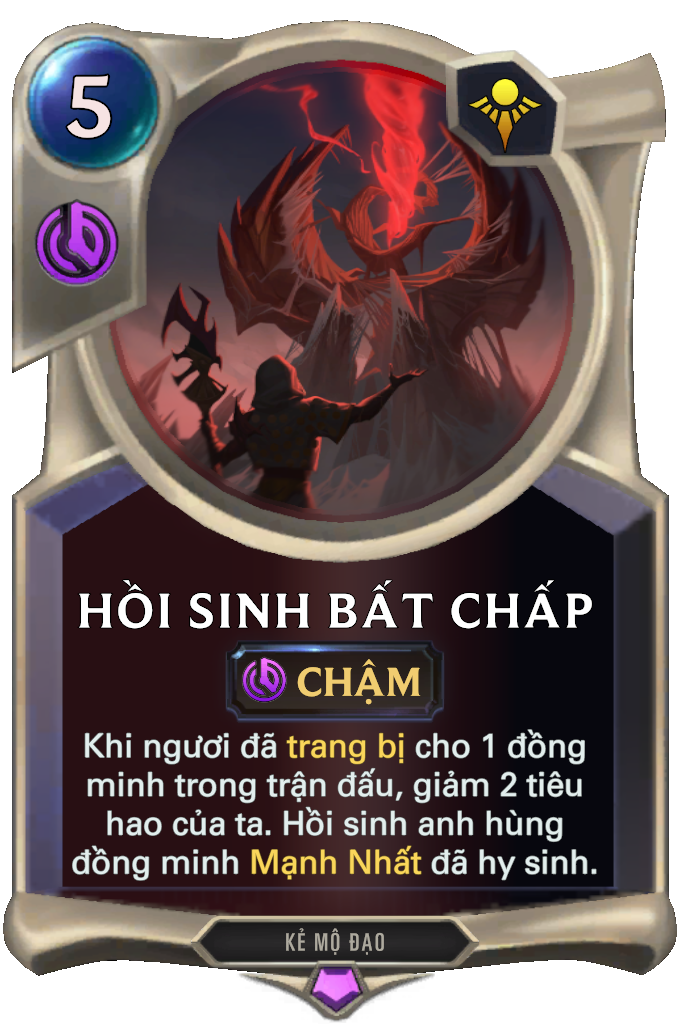 5
HỒI SINH BẤT CHẤP
CHẬM
Khi ngươi đã trang bị cho 1 đồng
minh trong trận đấu, giảm 2 tiêu
hao của ta. Hồi sinh anh hùng
đồng minh Mạnh Nhất đã hy sinh.
KẺ MỘ ĐẠO